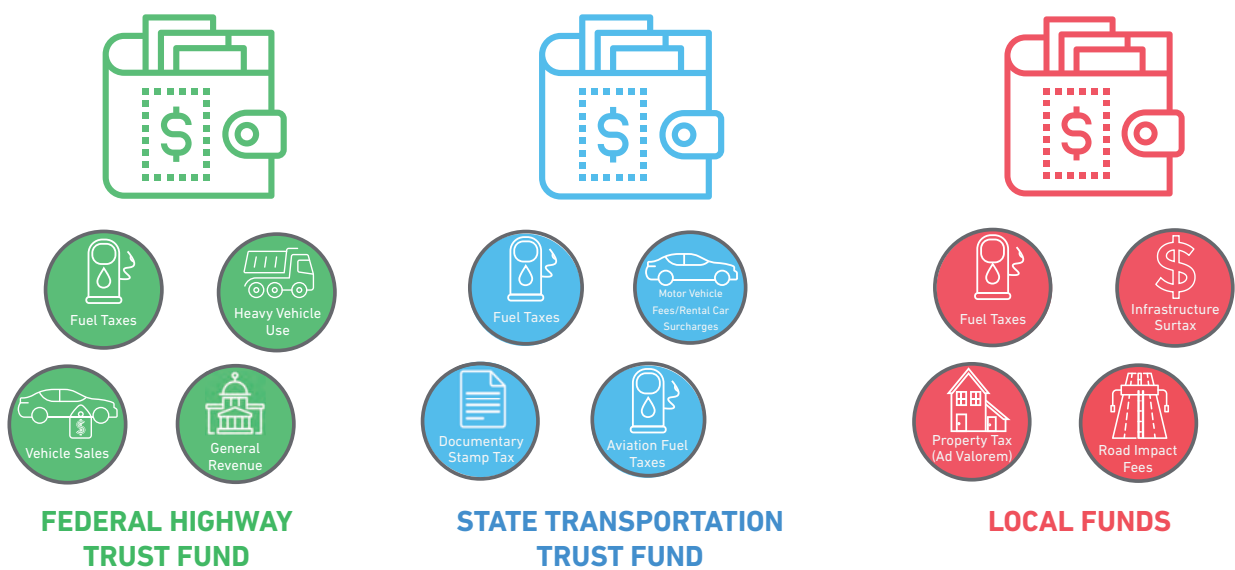 $
Fuel Taxes
Heavy Vehicle
Use
Vehicle Sales
$
General
Revenue
FEDERAL HIGHWAY
TRUST FUND
$
Fuel Taxes
Motor Vehicle
Fees/Rental Car
Surcharges
Documentary
Stamp Tax
Aviation Fuel
Taxes
STATE TRANSPORTATION
TRUST FUND
$
Fuel Taxes
$
Infrastructure
Surtax
Property Tax
(Ad Valorem)
Road Impact
Fees
LOCAL FUNDS